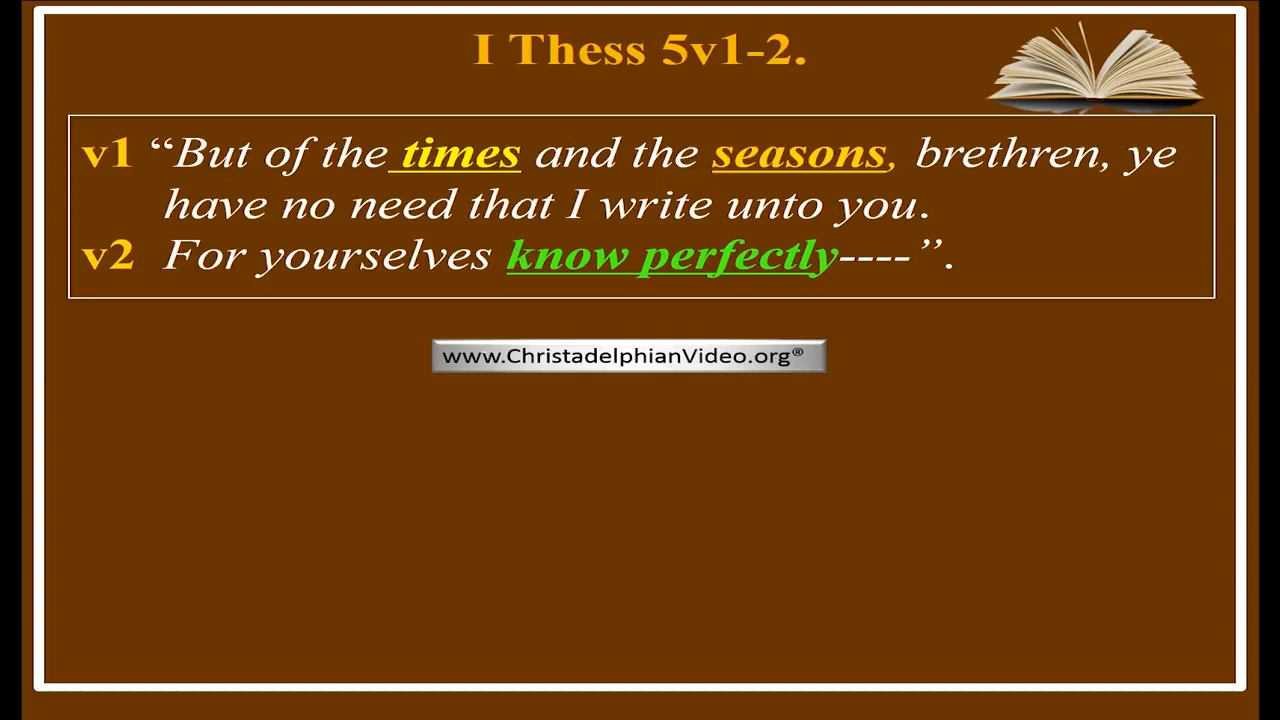 I Thess 5v1-2.
v1 “But of the times and the seasons, brethren, ye
have no need that I write unto you.
v2 For yourselves know perfectly----”.
www.ChristadelphianVideo.org®